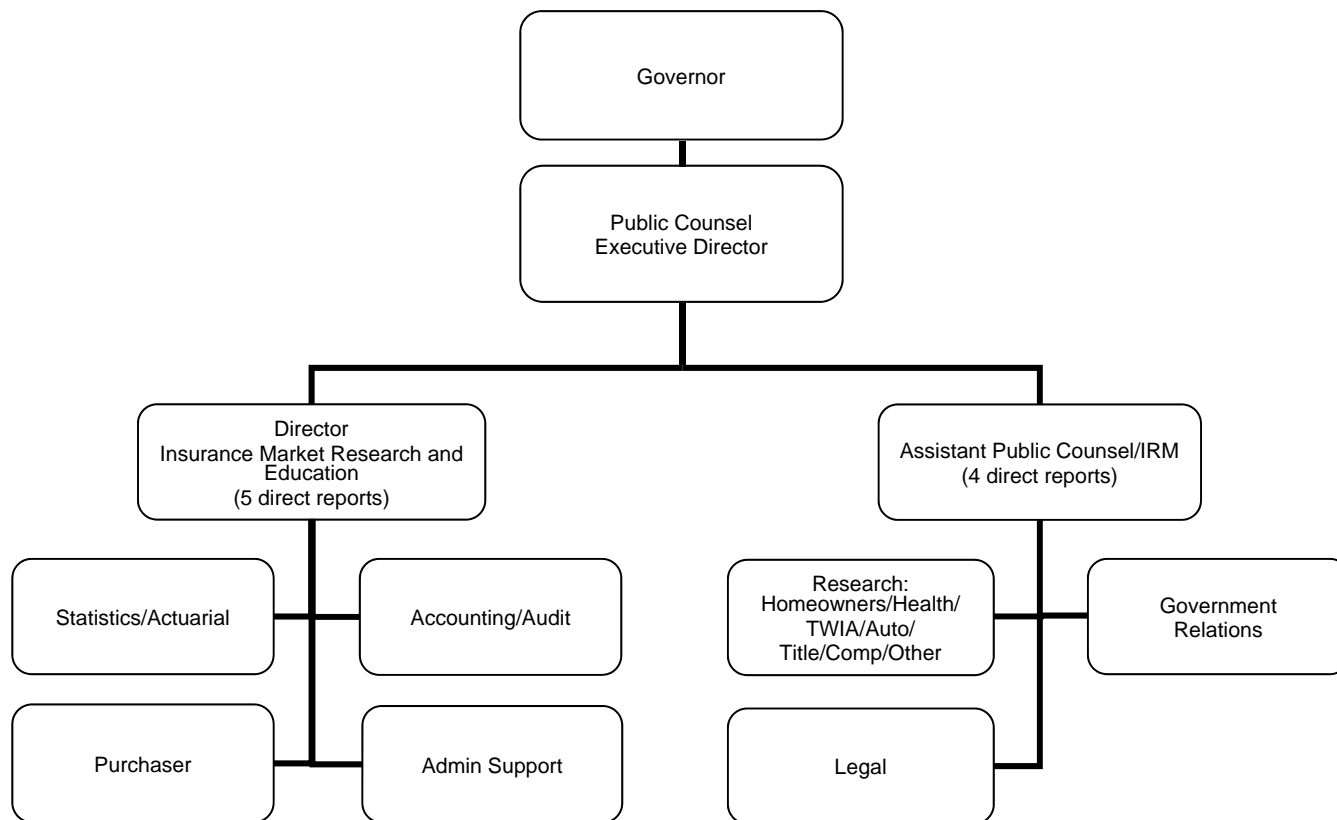 Governor
Public Counsel
Executive Director
Director
Insurance Market Research and
Education
(5 direct reports)
Assistant Public Counsel/IRM
(4 direct reports)
Statistics/Actuarial
Accounting/Audit
Research:
Homeowners/Health/
TWIA/Auto/
Title/Comp/Other
Government
Relations
Purchaser
Admin Support
Legal